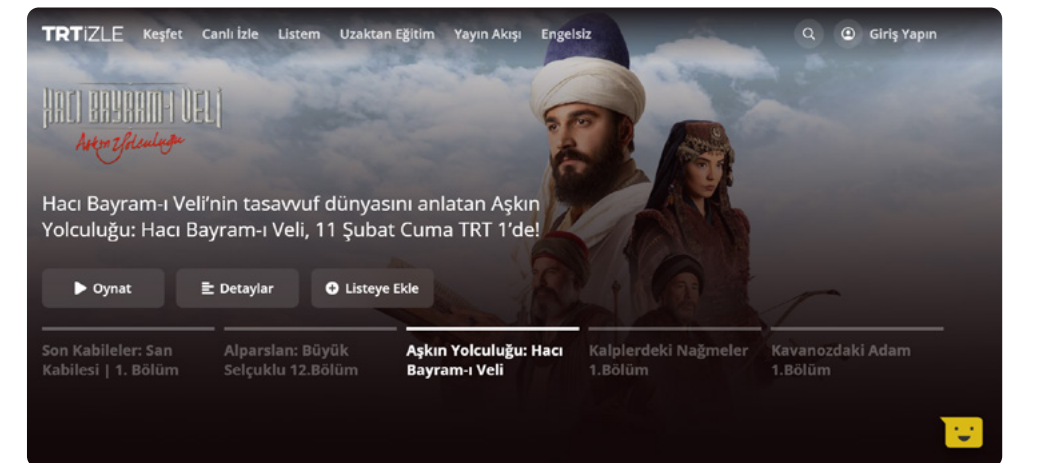 TRTİZLE Keşfet Canlı İzle Listem Uzaktan Eğitim Yayın Akışı Engelsiz Giriş Yapın
HACI BAYRAM-I VELİ
Aşkın Yolculuğu
Hacı Bayram-ı Veli’nin tasavvuf dünyasını anlatan Aşkın
Yolculuğu: Hacı Bayram-ı Veli, 11 Şubat Cuma TRT 1’de!
Oynat Detaylar Listeye Ekle
Son Kabileler: San Alparslan: Büyük Aşkın Yolculuğu: Hacı Kalplerdeki Nağmeler Kavanozdaki Adam
Kabilesi | 1. Bölüm Selçuklu 12.Bölüm Bayram-ı Veli 1.Bölüm 1.Bölüm